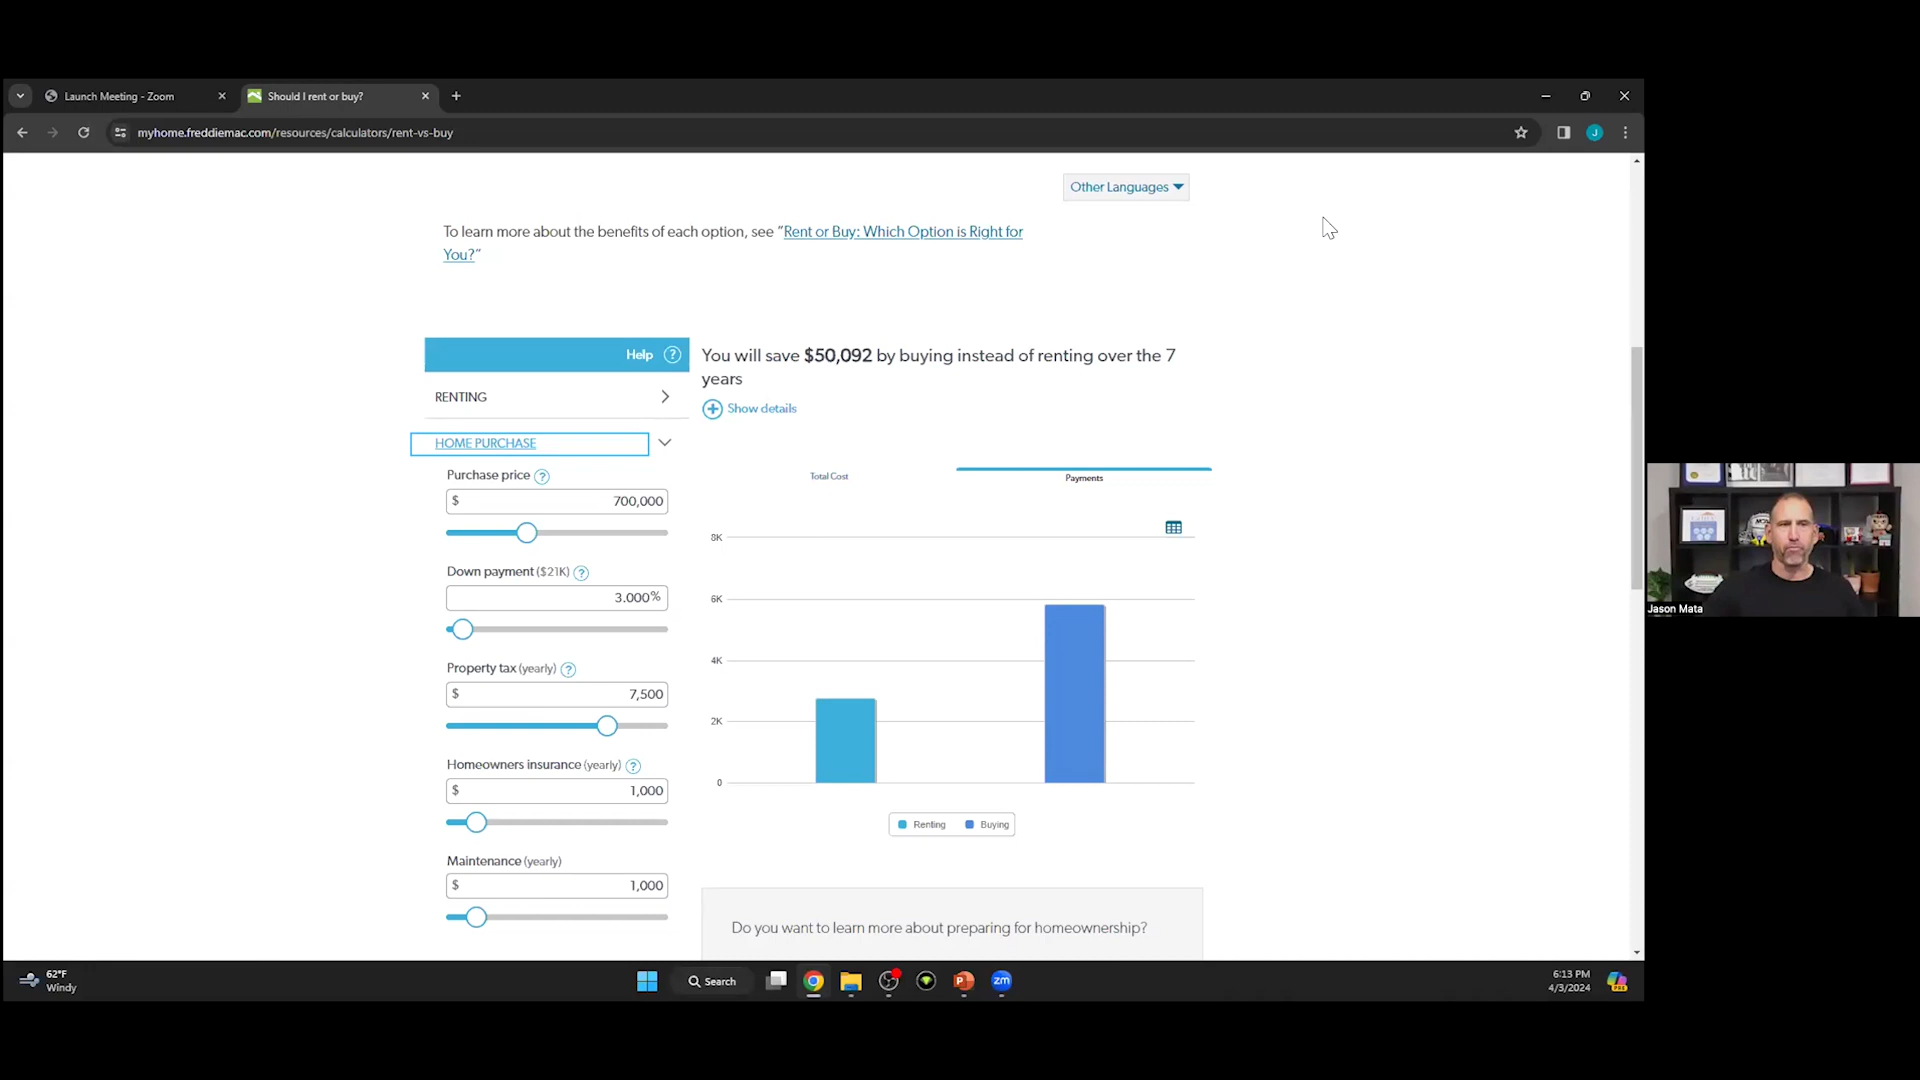 Launch Meeting - Zoom
Should I rent or buy?
myhome.freddiemac.com/resources/calculators/rent-vs-buy
J
Other Languages
To learn more about the benefits of each option, see "Rent or Buy: Which Option is Right for
You?"
Help ?
RENTING
HOME PURCHASE
Purchase price ?
$ 700,000
Down payment ($21K) ?
3.000%
Property tax (yearly) ?
$ 7,500
Homeowners insurance (yearly) ?
$ 1,000
Maintenance (yearly)
$ 1,000
You will save $50,092 by buying instead of renting over the 7
years
Show details
Total Cost
Payments
8K
6K
4K
2K
0
Renting
Buying
Do you want to learn more about preparing for homeownership?
Jason Mata
62°F
Windy
Search
P
zm
6:13 PM
4/3/2024